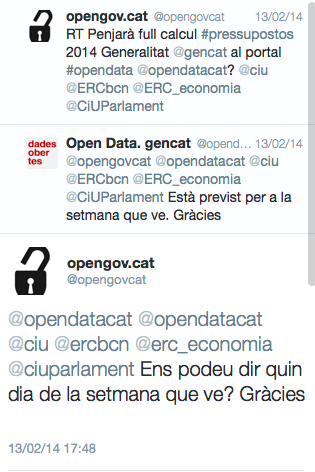 opengov.cat @opengovcat 13/02/14
RT Penjarà full calcul #pressupostos
2014 Generalitat @gencat al portal
#opendata @opendatacat? @ciu
@ERCbcn @ERC_economia
@CiUParlament
dades
ober
tes
Open Data. gencat @opend... 13/02/14
@opengovcat @opendatacat @ciu
@ERCbcn @ERC_economia
@CiUParlament Està previst per a la
setmana que ve. Gràcies
opengov.cat
@opengovcat
@opendatacat @opendatacat
@ciu @ercbcn @erc_economia
@ciuparlament Ens podeu dir quin
dia de la setmana que ve? Gràcies
13/02/14 17:48